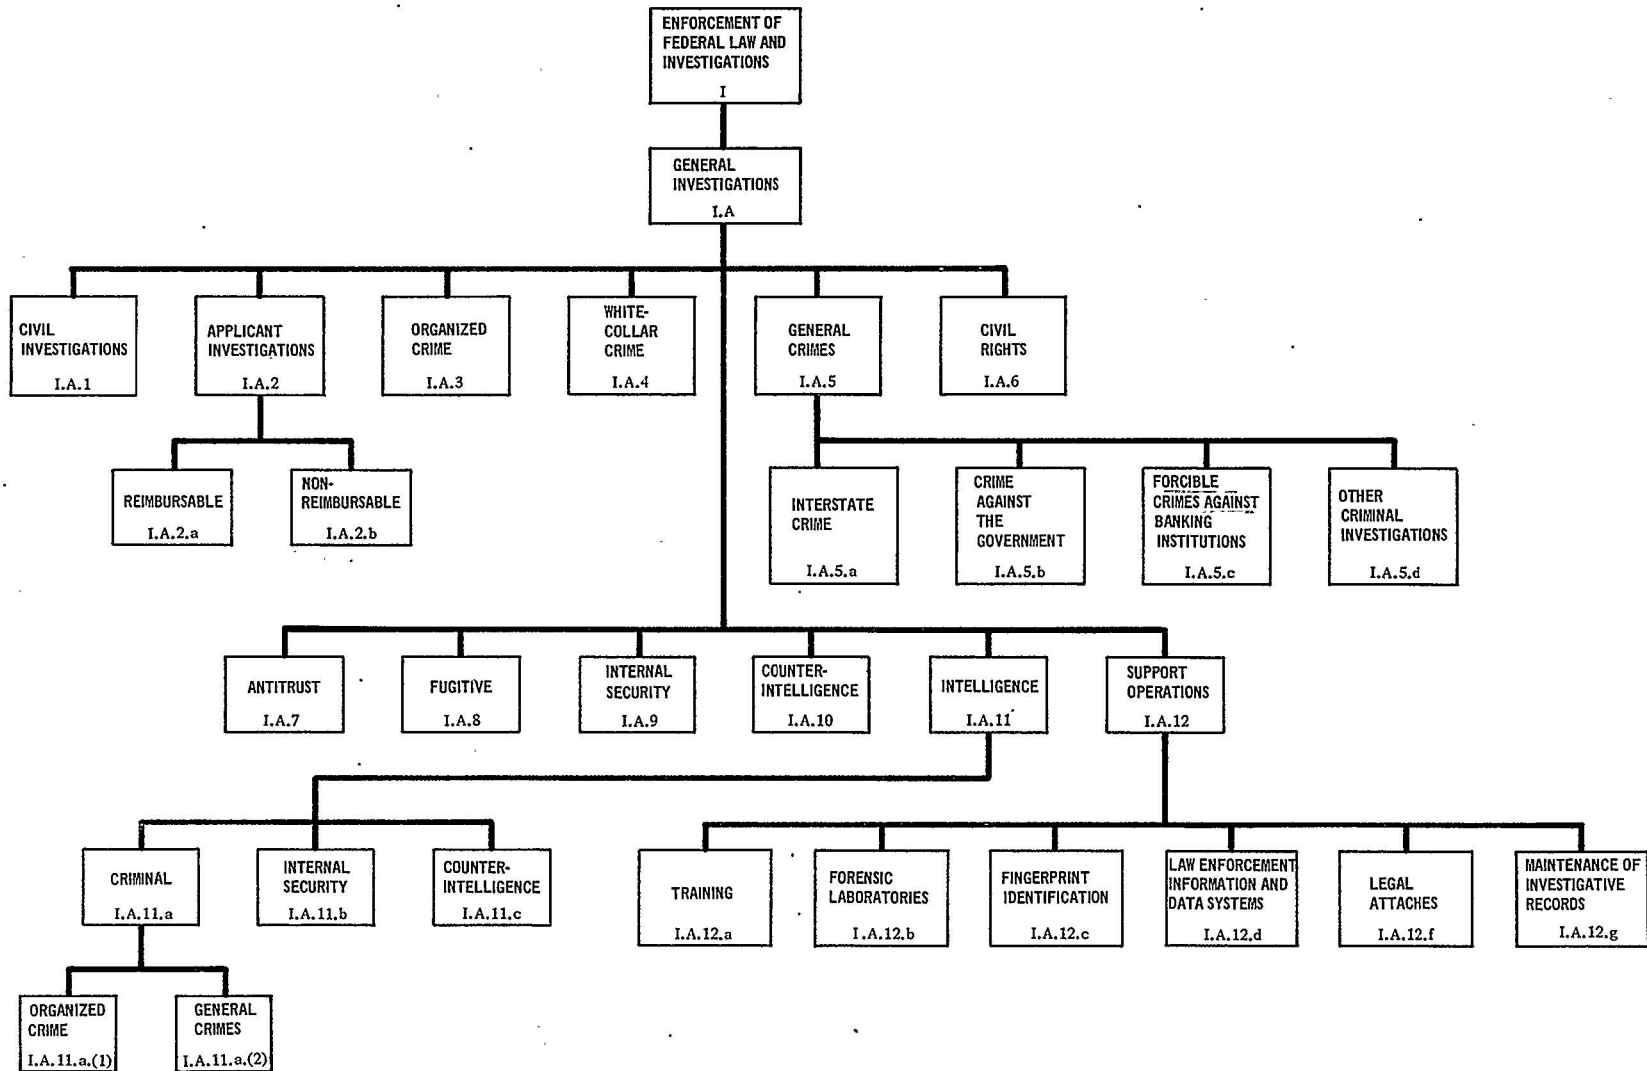 ENFORCEMENT OF
FEDERAL LAW AND
INVESTIGATIONS
I
GENERAL
INVESTIGATIONS
I.A
CIVIL
INVESTIGATIONS
I.A.1
APPLICANT
INVESTIGATIONS
I.A.2
ORGANIZED
CRIME
I.A.3
WHITE-
COLLAR
CRIME
I.A.4
GENERAL
CRIMES
I.A.5
CIVIL
RIGHTS
I.A.6
REIMBURSABLE
I.A.2.a
NON-
REIMBURSABLE
I.A.2.b
INTERSTATE
CRIME
I.A.5.a
CRIME
AGAINST
THE
GOVERNMENT
I.A.5.b
FORCIBLE
CRIMES AGAINST
BANKING
INSTITUTIONS
I.A.5.c
OTHER
CRIMINAL
INVESTIGATIONS
I.A.5.d
ANTITRUST
I.A.7
FUGITIVE
I.A.8
INTERNAL
SECURITY
I.A.9
COUNTER-
INTELLIGENCE
I.A.10
INTELLIGENCE
I.A.11
SUPPORT
OPERATIONS
I.A.12
CRIMINAL
I.A.11.a
INTERNAL
SECURITY
I.A.11.b
COUNTER-
INTELLIGENCE
I.A.11.c
TRAINING
I.A.12.a
FORENSIC
LABORATORIES
I.A.12.b
FINGERPRINT
IDENTIFICATION
I.A.12.c
LAW ENFORCEMENT
INFORMATION AND
DATA SYSTEMS
I.A.12.d
LEGAL
ATTACHES
I.A.12.f
MAINTENANCE OF
INVESTIGATIVE
RECORDS
I.A.12.g
ORGANIZED
CRIME
I.A.11.a.(1)
GENERAL
CRIMES
I.A.11.a.(2)